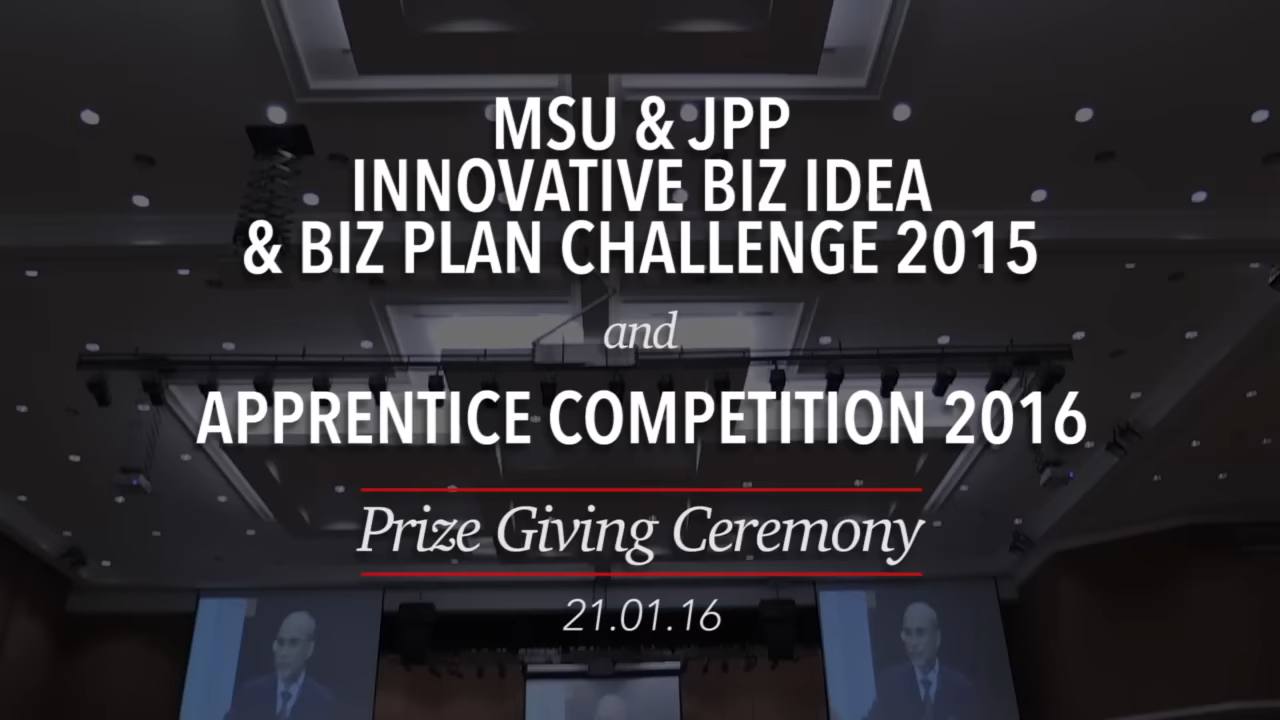 MSU & JPP
INNOVATIVE BIZ IDEA
& BIZ PLAN CHALLENGE 2015
and
APPRENTICE COMPETITION 2016
Prize Giving Ceremony
21.01.16